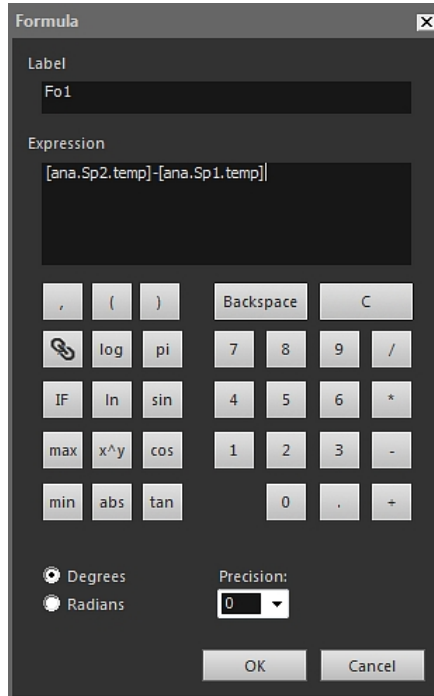 Formula
Label
Fo1
Expression
[ana.Sp2.temp]-[ana.Sp1.temp]
, ( ) Backspace C
log pi 7 8 9 /
IF ln sin 4 5 6 *
max x^y cos 1 2 3 -
min abs tan 0 . +
Degrees Precision:
Radians 0
OK Cancel